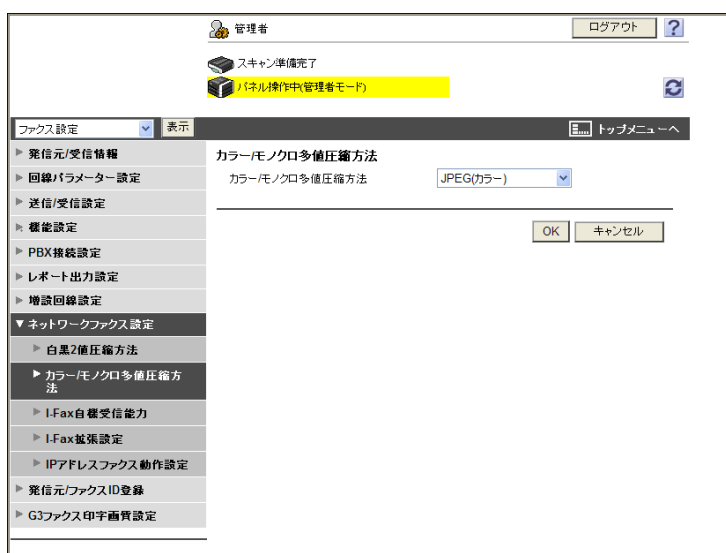 管理者
ログアウト
?
スキャン準備完了
パネル操作中(管理者モード)
ファクス設定
表示
トップメニューへ
発信元/受信情報
回線パラメーター設定
送信/受信設定
機能設定
PBX接続設定
レポート出力設定
増設回線設定
ネットワークファクス設定
白黒2値圧縮方法
カラー/モノクロ多値圧縮方
法
I-Fax自機受信能力
I-Fax拡張設定
IPアドレスファクス動作設定
発信元/ファクスID登録
G3ファクス印字画質設定
カラー/モノクロ多値圧縮方法
カラー/モノクロ多値圧縮方法
JPEG(カラー)
OK
キャンセル